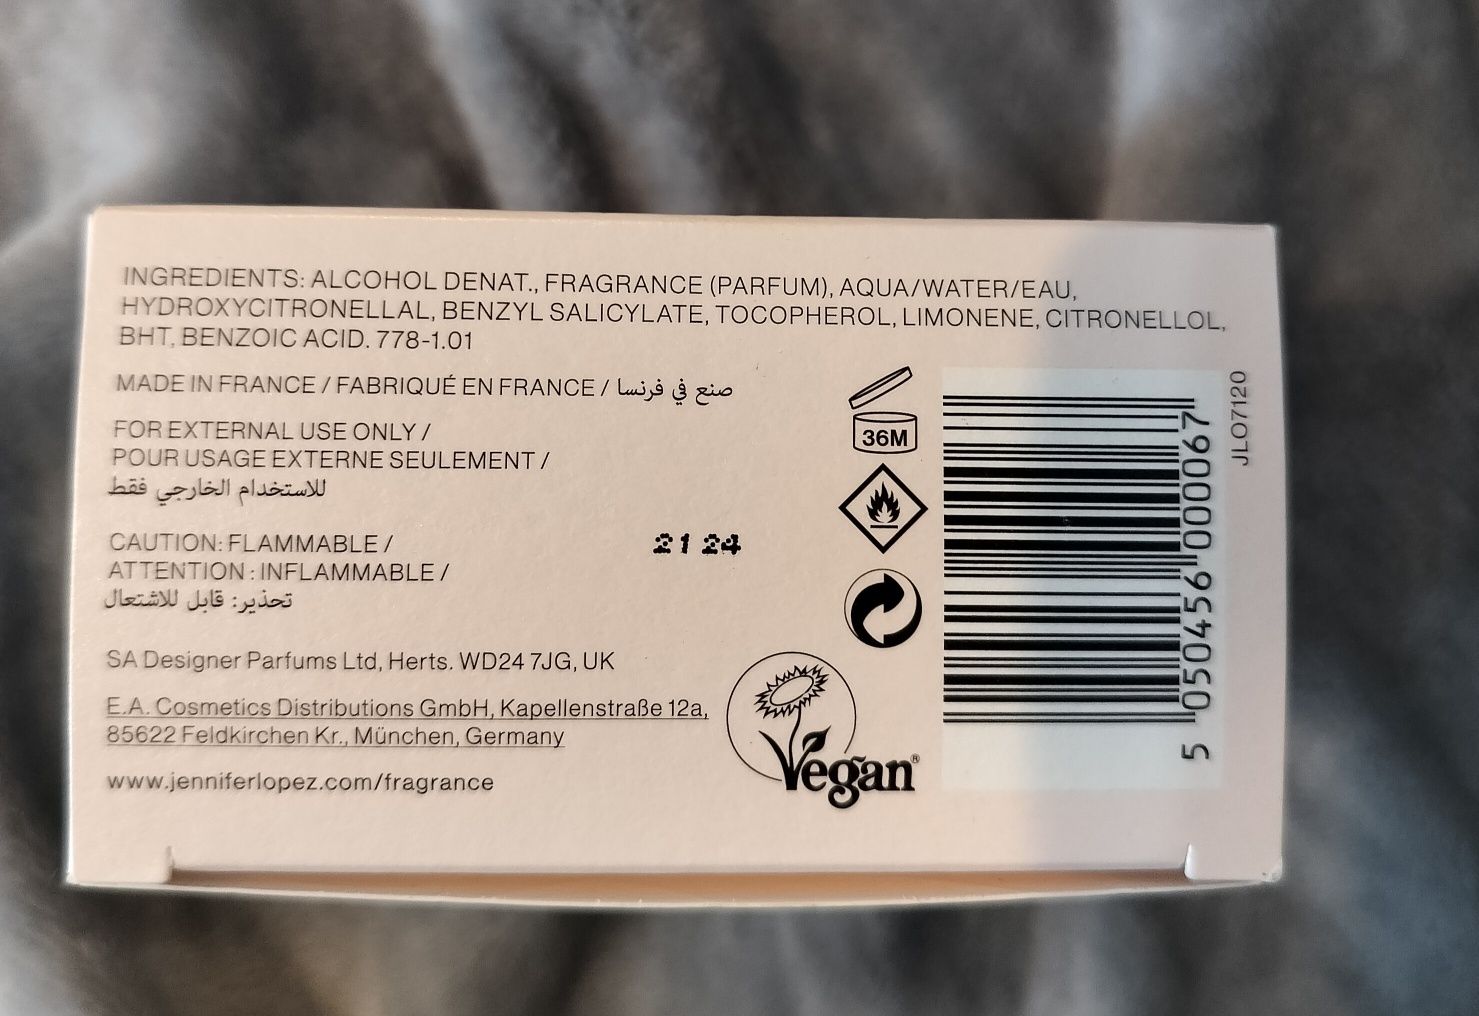 INGREDIENTS: ALCOHOL DENAT., FRAGRANCE (PARFUM), AQUA/WATER/EAU,
HYDROXYCITRONELLAL, BENZYL SALICYLATE, TOCOPHEROL, LIMONENE, CITRONELLOL,
BHT, BENZOIC ACID. 778-1.01
MADE IN FRANCE / FABRIQUÉ EN FRANCE / صنع في فرنسا
FOR EXTERNAL USE ONLY /
POUR USAGE EXTERNE SEULEMENT /
للاستخدام الخارجي فقط
CAUTION: FLAMMABLE /
ATTENTION : INFLAMMABLE /
تحذير: قابل للاشتعال
21 24
SA Designer Parfums Ltd, Herts. WD24 7JG, UK
E.A. Cosmetics Distributions GmbH, Kapellenstraße 12a,
85622 Feldkirchen Kr., München, Germany
www.jenniferlopez.com/fragrance
36M
Vegan®
5 050456 000067
JLO7120